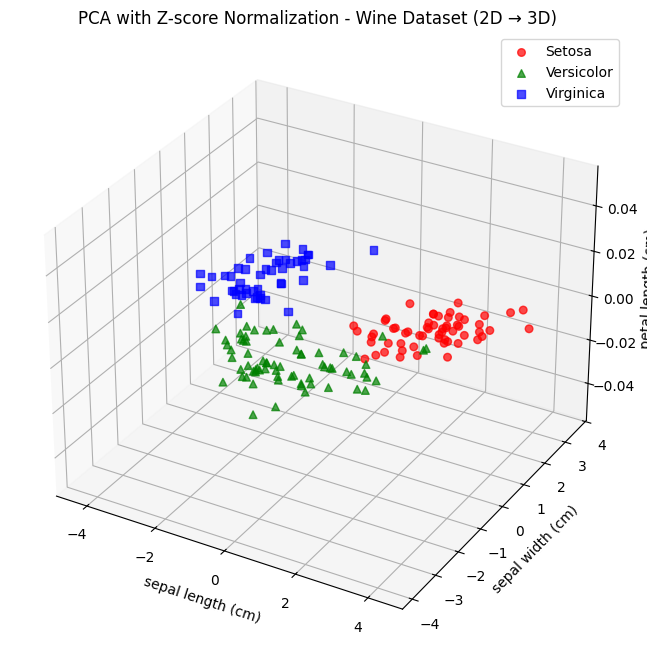 PCA with Z-score Normalization - Wine Dataset (2D → 3D)
Setosa
Versicolor
Virginica
0.04
0.02
0.00
−0.02
−0.04
petal length (cm)
4
3
2
1
0
−1
−2
−3
−4
sepal width (cm)
−4
−2
0
2
4
sepal length (cm)